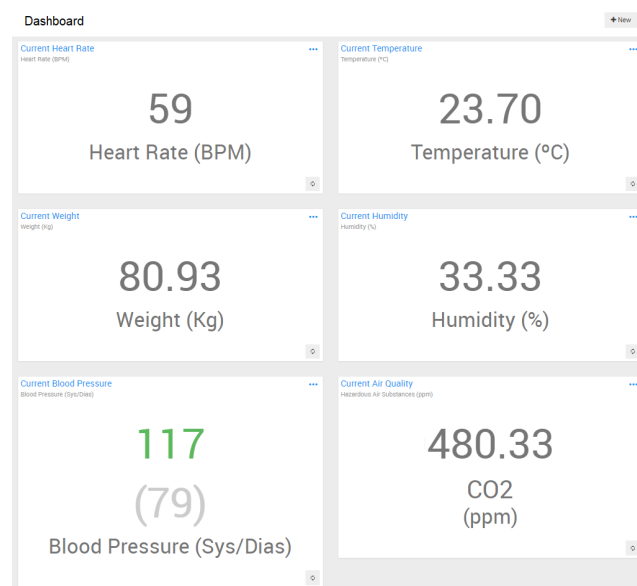 Dashboard
+ New
Current Heart Rate
Heart Rate (BPM)
59
Heart Rate (BPM)
Current Temperature
Temperature (ºC)
23.70
Temperature (ºC)
Current Weight
Weight (Kg)
80.93
Weight (Kg)
Current Humidity
Humidity (%)
33.33
Humidity (%)
Current Blood Pressure
Blood Pressure (Sys/Dias)
117
(79)
Blood Pressure (Sys/Dias)
Current Air Quality
Hazardous Air Substances (ppm)
480.33
CO2
(ppm)